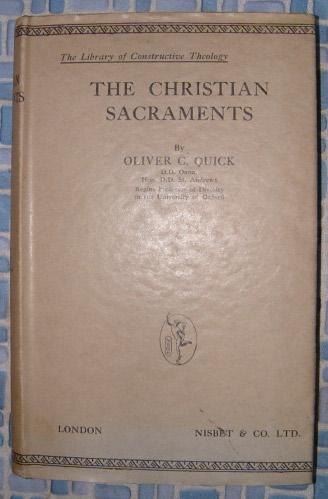 The Library of Constructive Theology
THE CHRISTIAN
SACRAMENTS
By
OLIVER C. QUICK
D.D. Oxon.
Hon. D.D. St. Andrews
Regius Professor of Divinity
in the University of Oxford
LONDON
NISBET & CO. LTD.